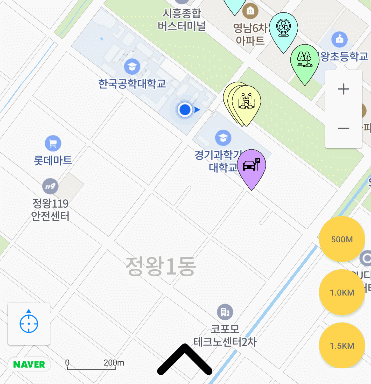 시흥종합
버스터미널
영남6차
아파트
왕초등학교
한국공학대학교
경기과학기
대학교
롯데마트
정왕119
안전센터
정왕1동
500M
1.0KM
1.5KM
코포모
테크노센터2차
NAVER
0
200m